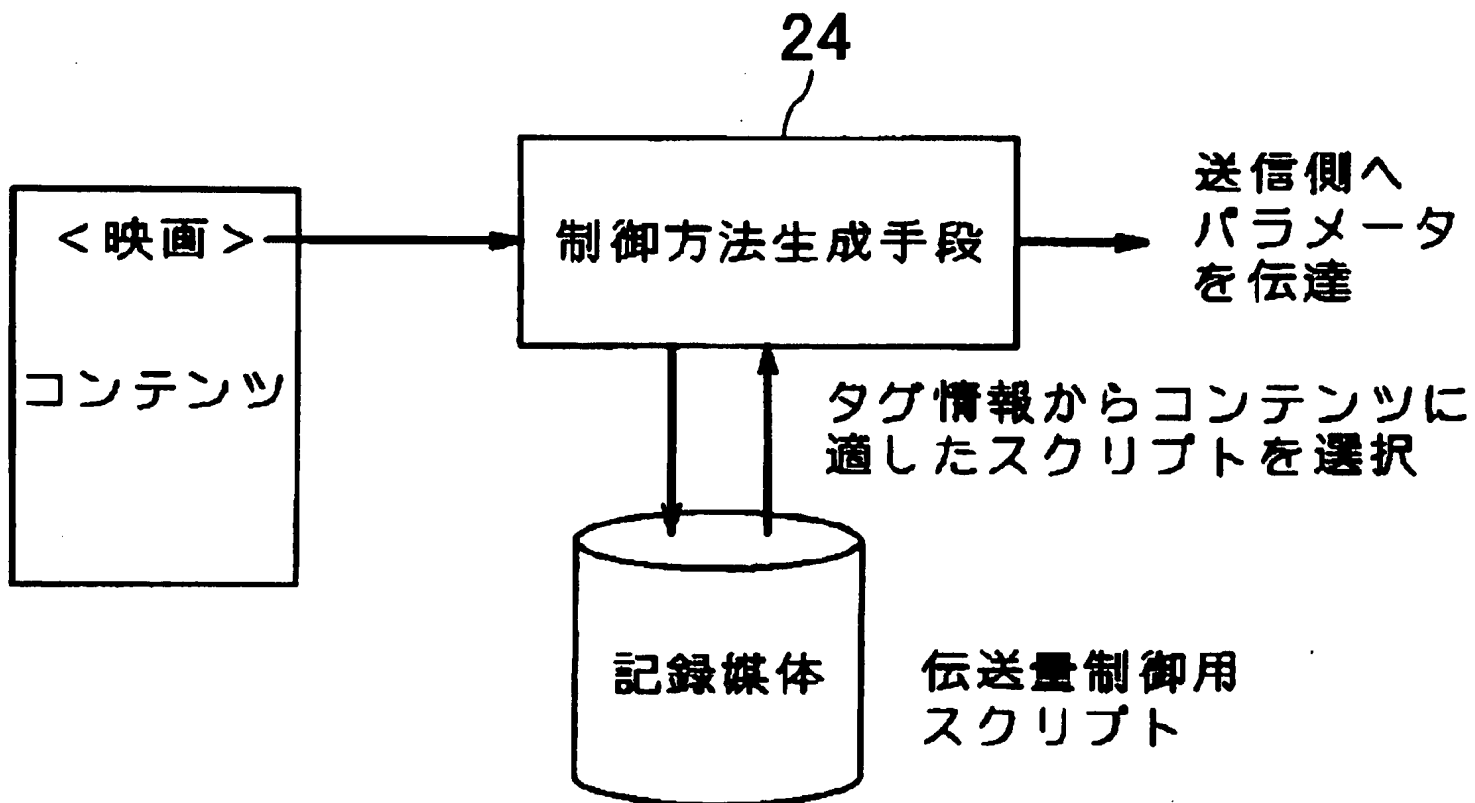 24
<映画>
コンテンツ
制御方法生成手段
送信側へ
パラメータ
を伝達
タグ情報からコンテンツに
適したスクリプトを選択
記録媒体
伝送量制御用
スクリプト